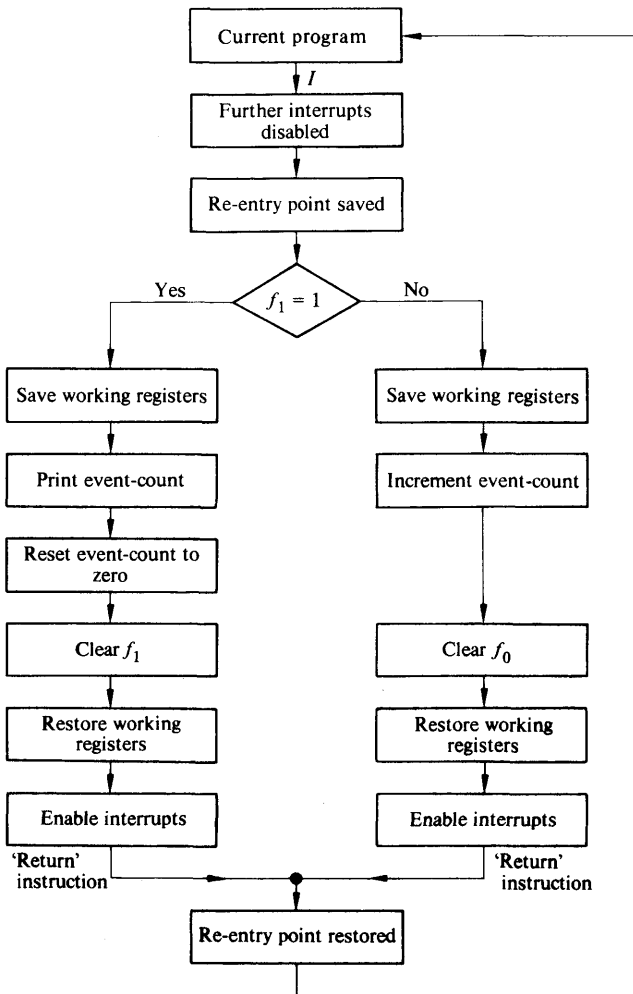 Current program
I
Further interrupts
disabled
Re-entry point saved
Yes
f1 = 1
No
Save working registers
Save working registers
Print event-count
Increment event-count
Reset event-count to
zero
Clear f1
Clear f0
Restore working
registers
Restore working
registers
Enable interrupts
Enable interrupts
‘Return’
instruction
‘Return’
instruction
Re-entry point restored